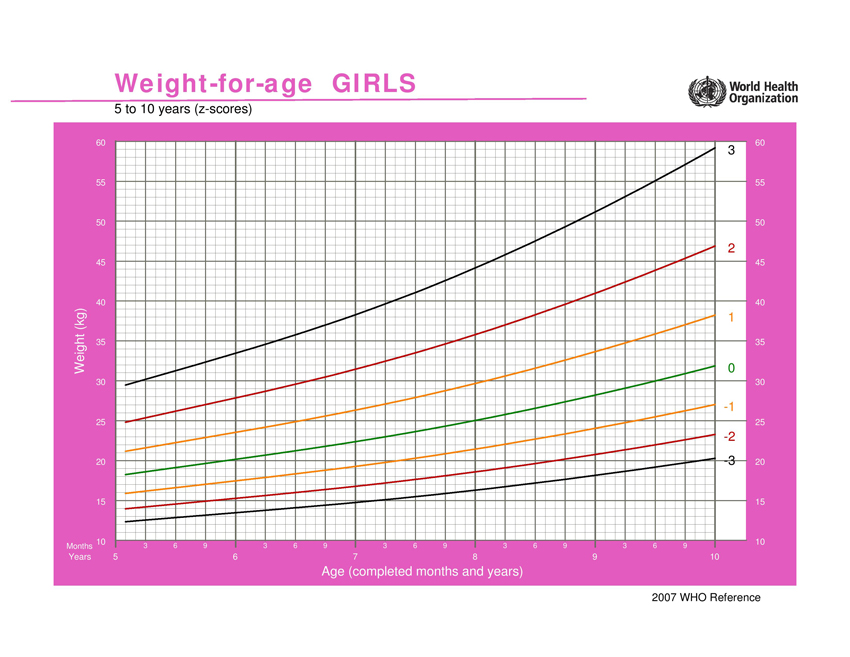 Weight-for-age GIRLS
5 to 10 years (z-scores)
World Health
Organization
60 60
3
55 55
50 50
2
45 45
40 40
1
35 35
0
30 30
-1
25 25
-2
20 -3 20
15 15
10 10
Weight (kg)
Months 3 6 9 3 6 9 3 6 9 3 6 9 3 6 9
Years 5 6 7 8 9 10
Age (completed months and years)
2007 WHO Reference